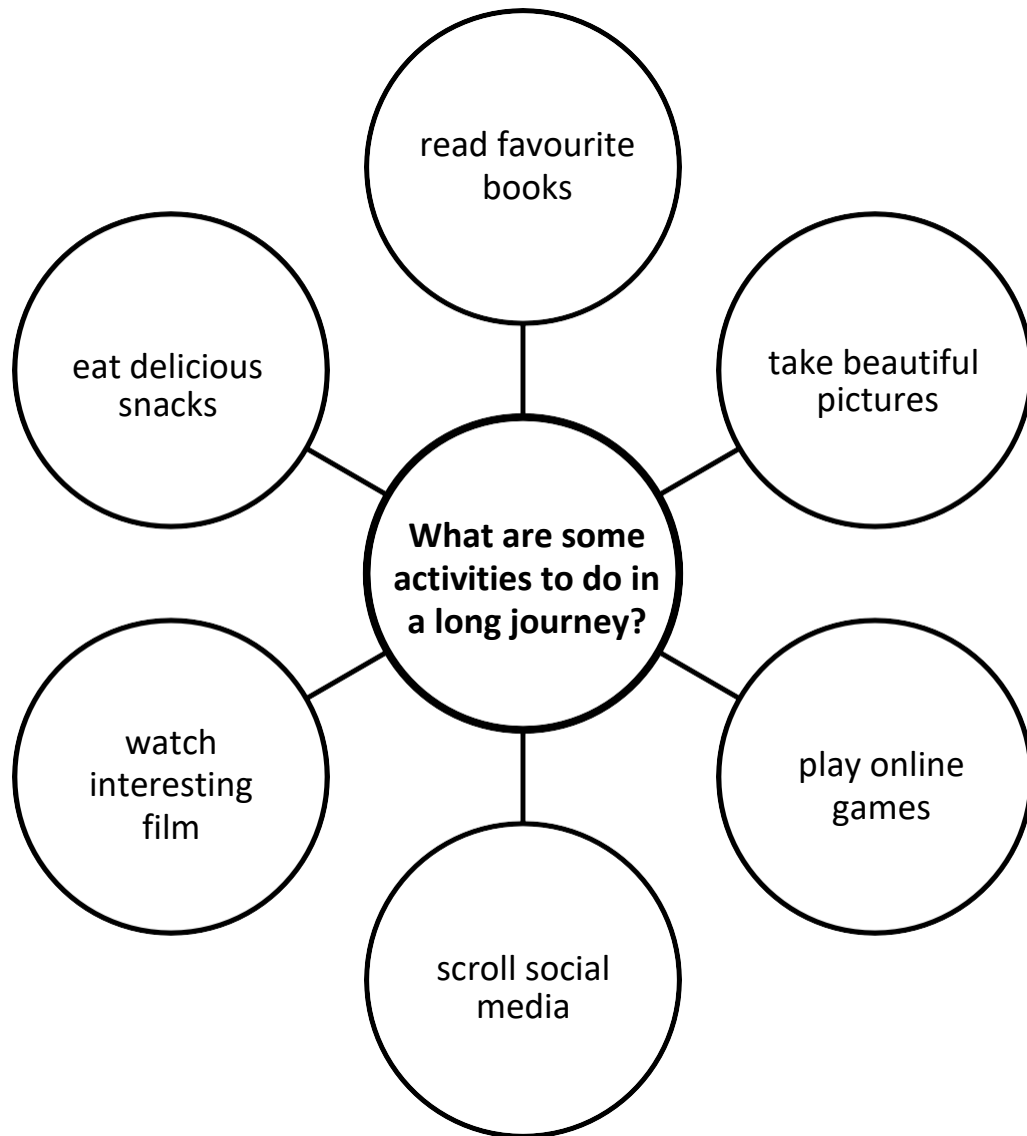 read favourite
books
eat delicious
snacks
take beautiful
pictures
What are some
activities to do in
a long journey?
watch
interesting
film
play online
games
scroll social
media